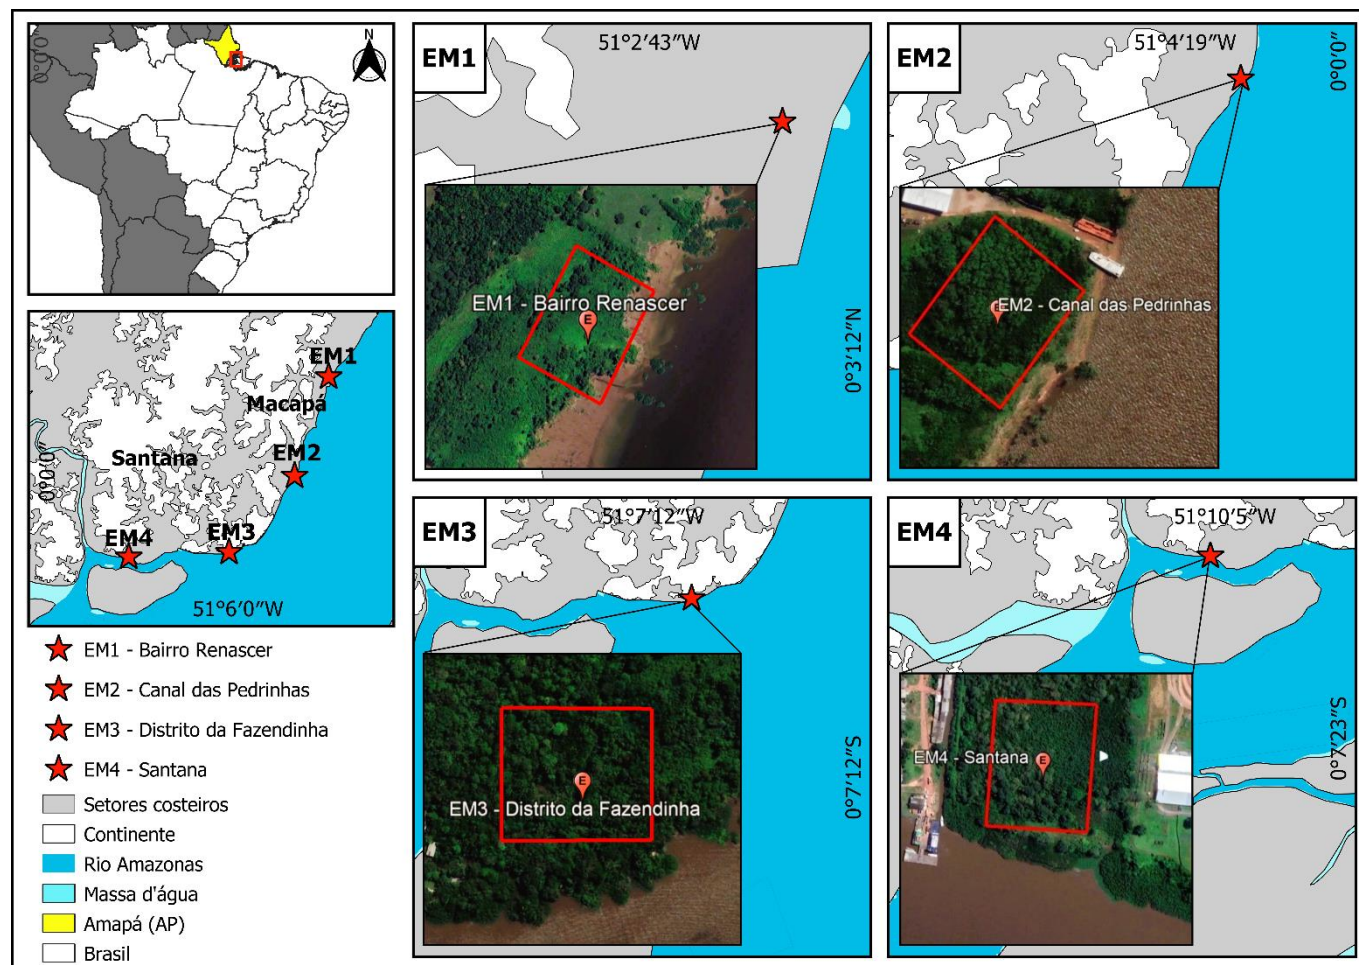 N
0°0'0"
EM1
Macapá
Santana
EM2
0°0'0"
EM3
EM4
51°6'0"W
EM1 - Bairro Renascer
EM2 - Canal das Pedrinhas
EM3 - Distrito da Fazendinha
EM4 - Santana
Setores costeiros
Continente
Rio Amazonas
Massa d'água
Amapá (AP)
Brasil
EM1
51°2'43"W
0°3'12"N
EM1 - Bairro Renascer
E
EM2
51°4'19"W
0°0'0"
EM2 - Canal das Pedrinhas
E
EM3
51°7'12"W
0°7'12"S
E
EM3 - Distrito da Fazendinha
EM4
51°10'5"W
0°7'23"S
EM4 - Santana
E